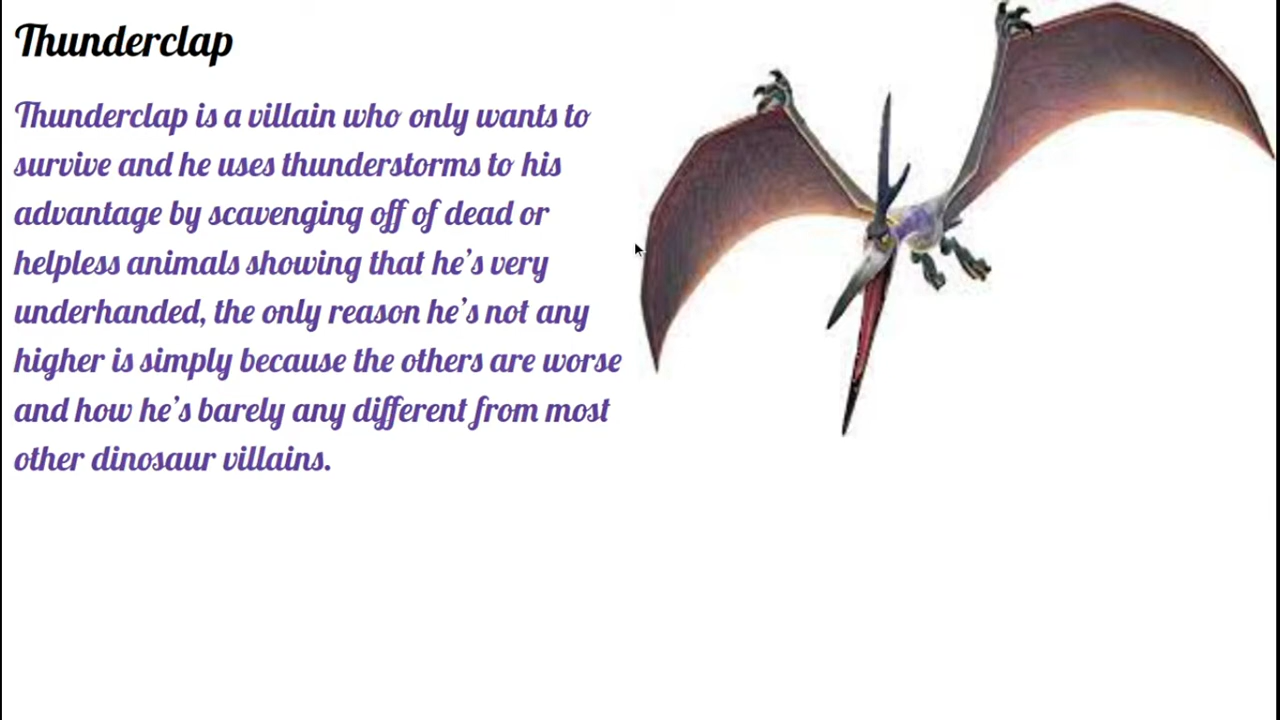 Thunderclap
Thunderclap is a villain who only wants to
survive and he uses thunderstorms to his
advantage by scavenging off of dead or
helpless animals showing that he's very
underhanded, the only reason he's not any
higher is simply because the others are worse
and how he's barely any different from most
other dinosaur villains.